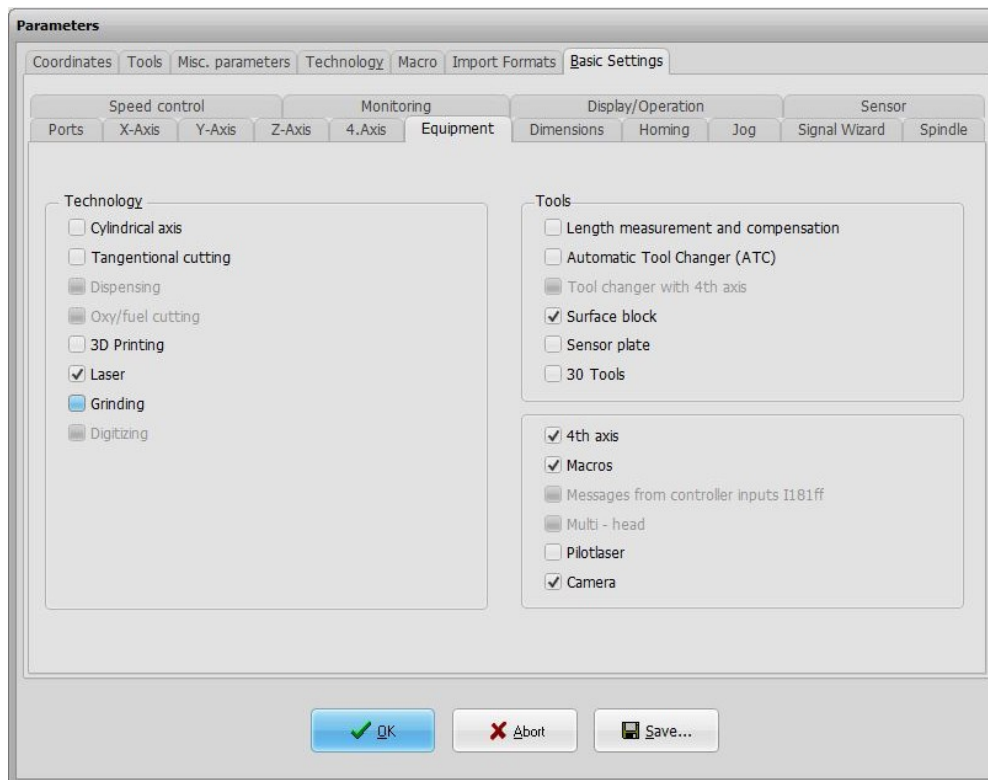 Parameters
Coordinates Tools Misc. parameters Technology Macro Import Formats Basic Settings
Speed control Monitoring Display/Operation Sensor
Ports X-Axis Y-Axis Z-Axis 4.Axis Equipment Dimensions Homing Jog Signal Wizard Spindle
Technology
Cylindrical axis
Tangentional cutting
Dispensing
Oxy/fuel cutting
3D Printing
Laser
Grinding
Digitizing
Tools
Length measurement and compensation
Automatic Tool Changer (ATC)
Tool changer with 4th axis
Surface block
Sensor plate
30 Tools
4th axis
Macros
Messages from controller inputs I181ff
Multi - head
Pilotlaser
Camera
OK Abort Save...